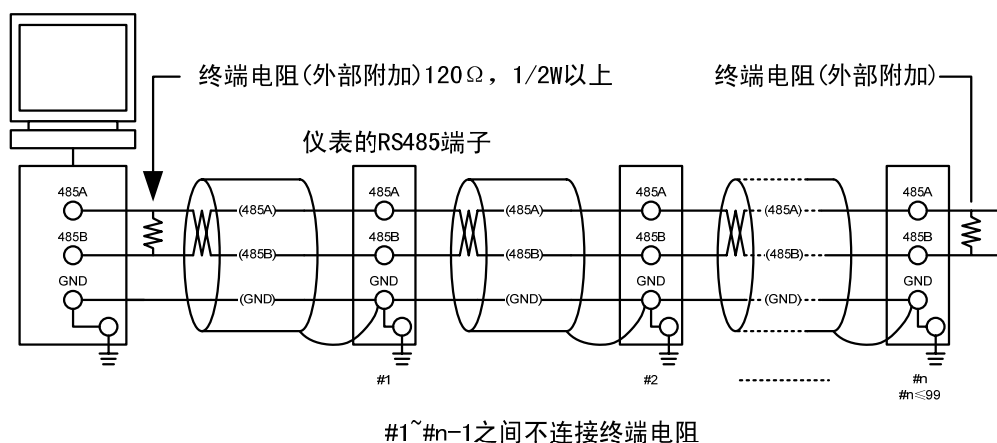 终端电阻(外部附加)120Ω，1/2W以上
终端电阻(外部附加)
仪表的RS485端子
485A
(485A)
485A
(485A)
485A
(485A)
485A
485B
(485B)
485B
(485B)
485B
(485B)
485B
GND
(GND)
GND
(GND)
GND
(GND)
GND
#1
#2
#n
#n≤99
#1~#n-1之间不连接终端电阻